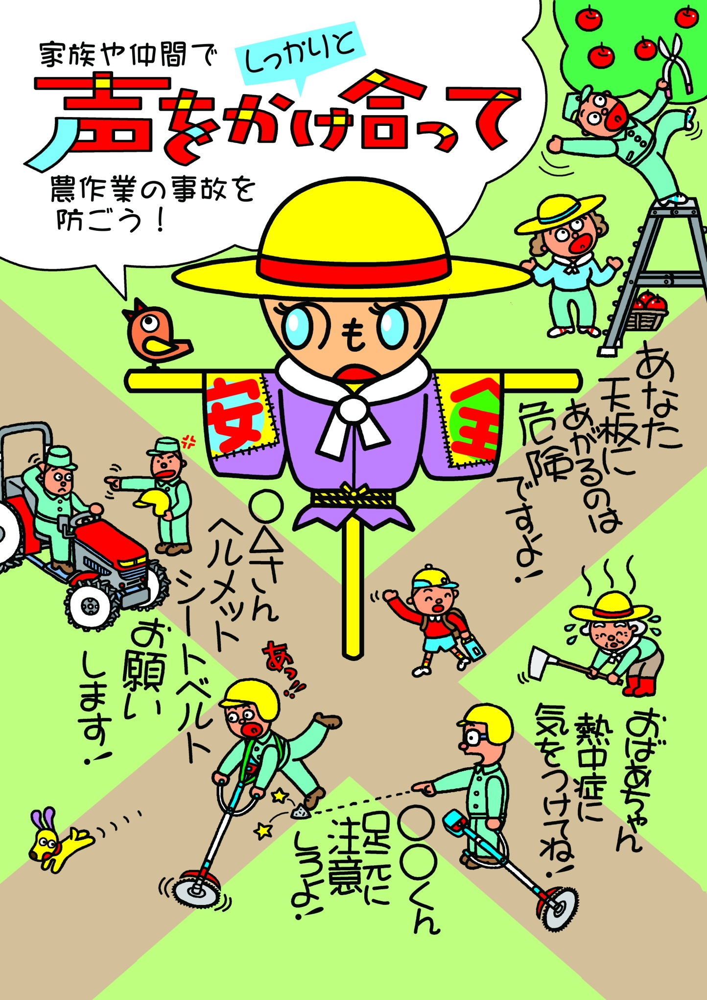 家族や仲間で
しっかりと
声をかけ合って
農作業の事故を
防ごう!
も
安
全
あなた
天板に
あがるのは
危険
ですよ!
○△さん
ヘルメット
シートベルト
お願い
します!
あっ!!
おばあちゃん
熱中症に
気をつけてね!
○○くん
足元に
注意
しろよ!